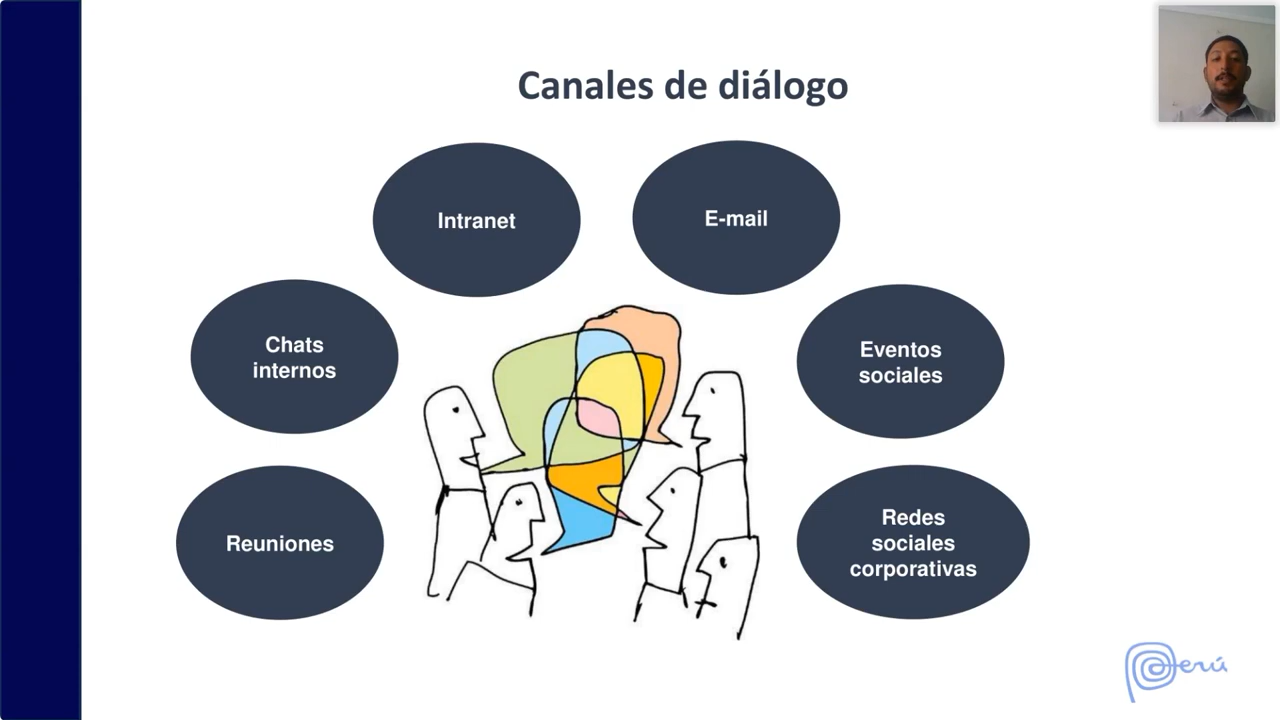 Canales de diálogo
Intranet
E-mail
Chats
internos
Eventos
sociales
Reuniones
Redes
sociales
corporativas
Perú